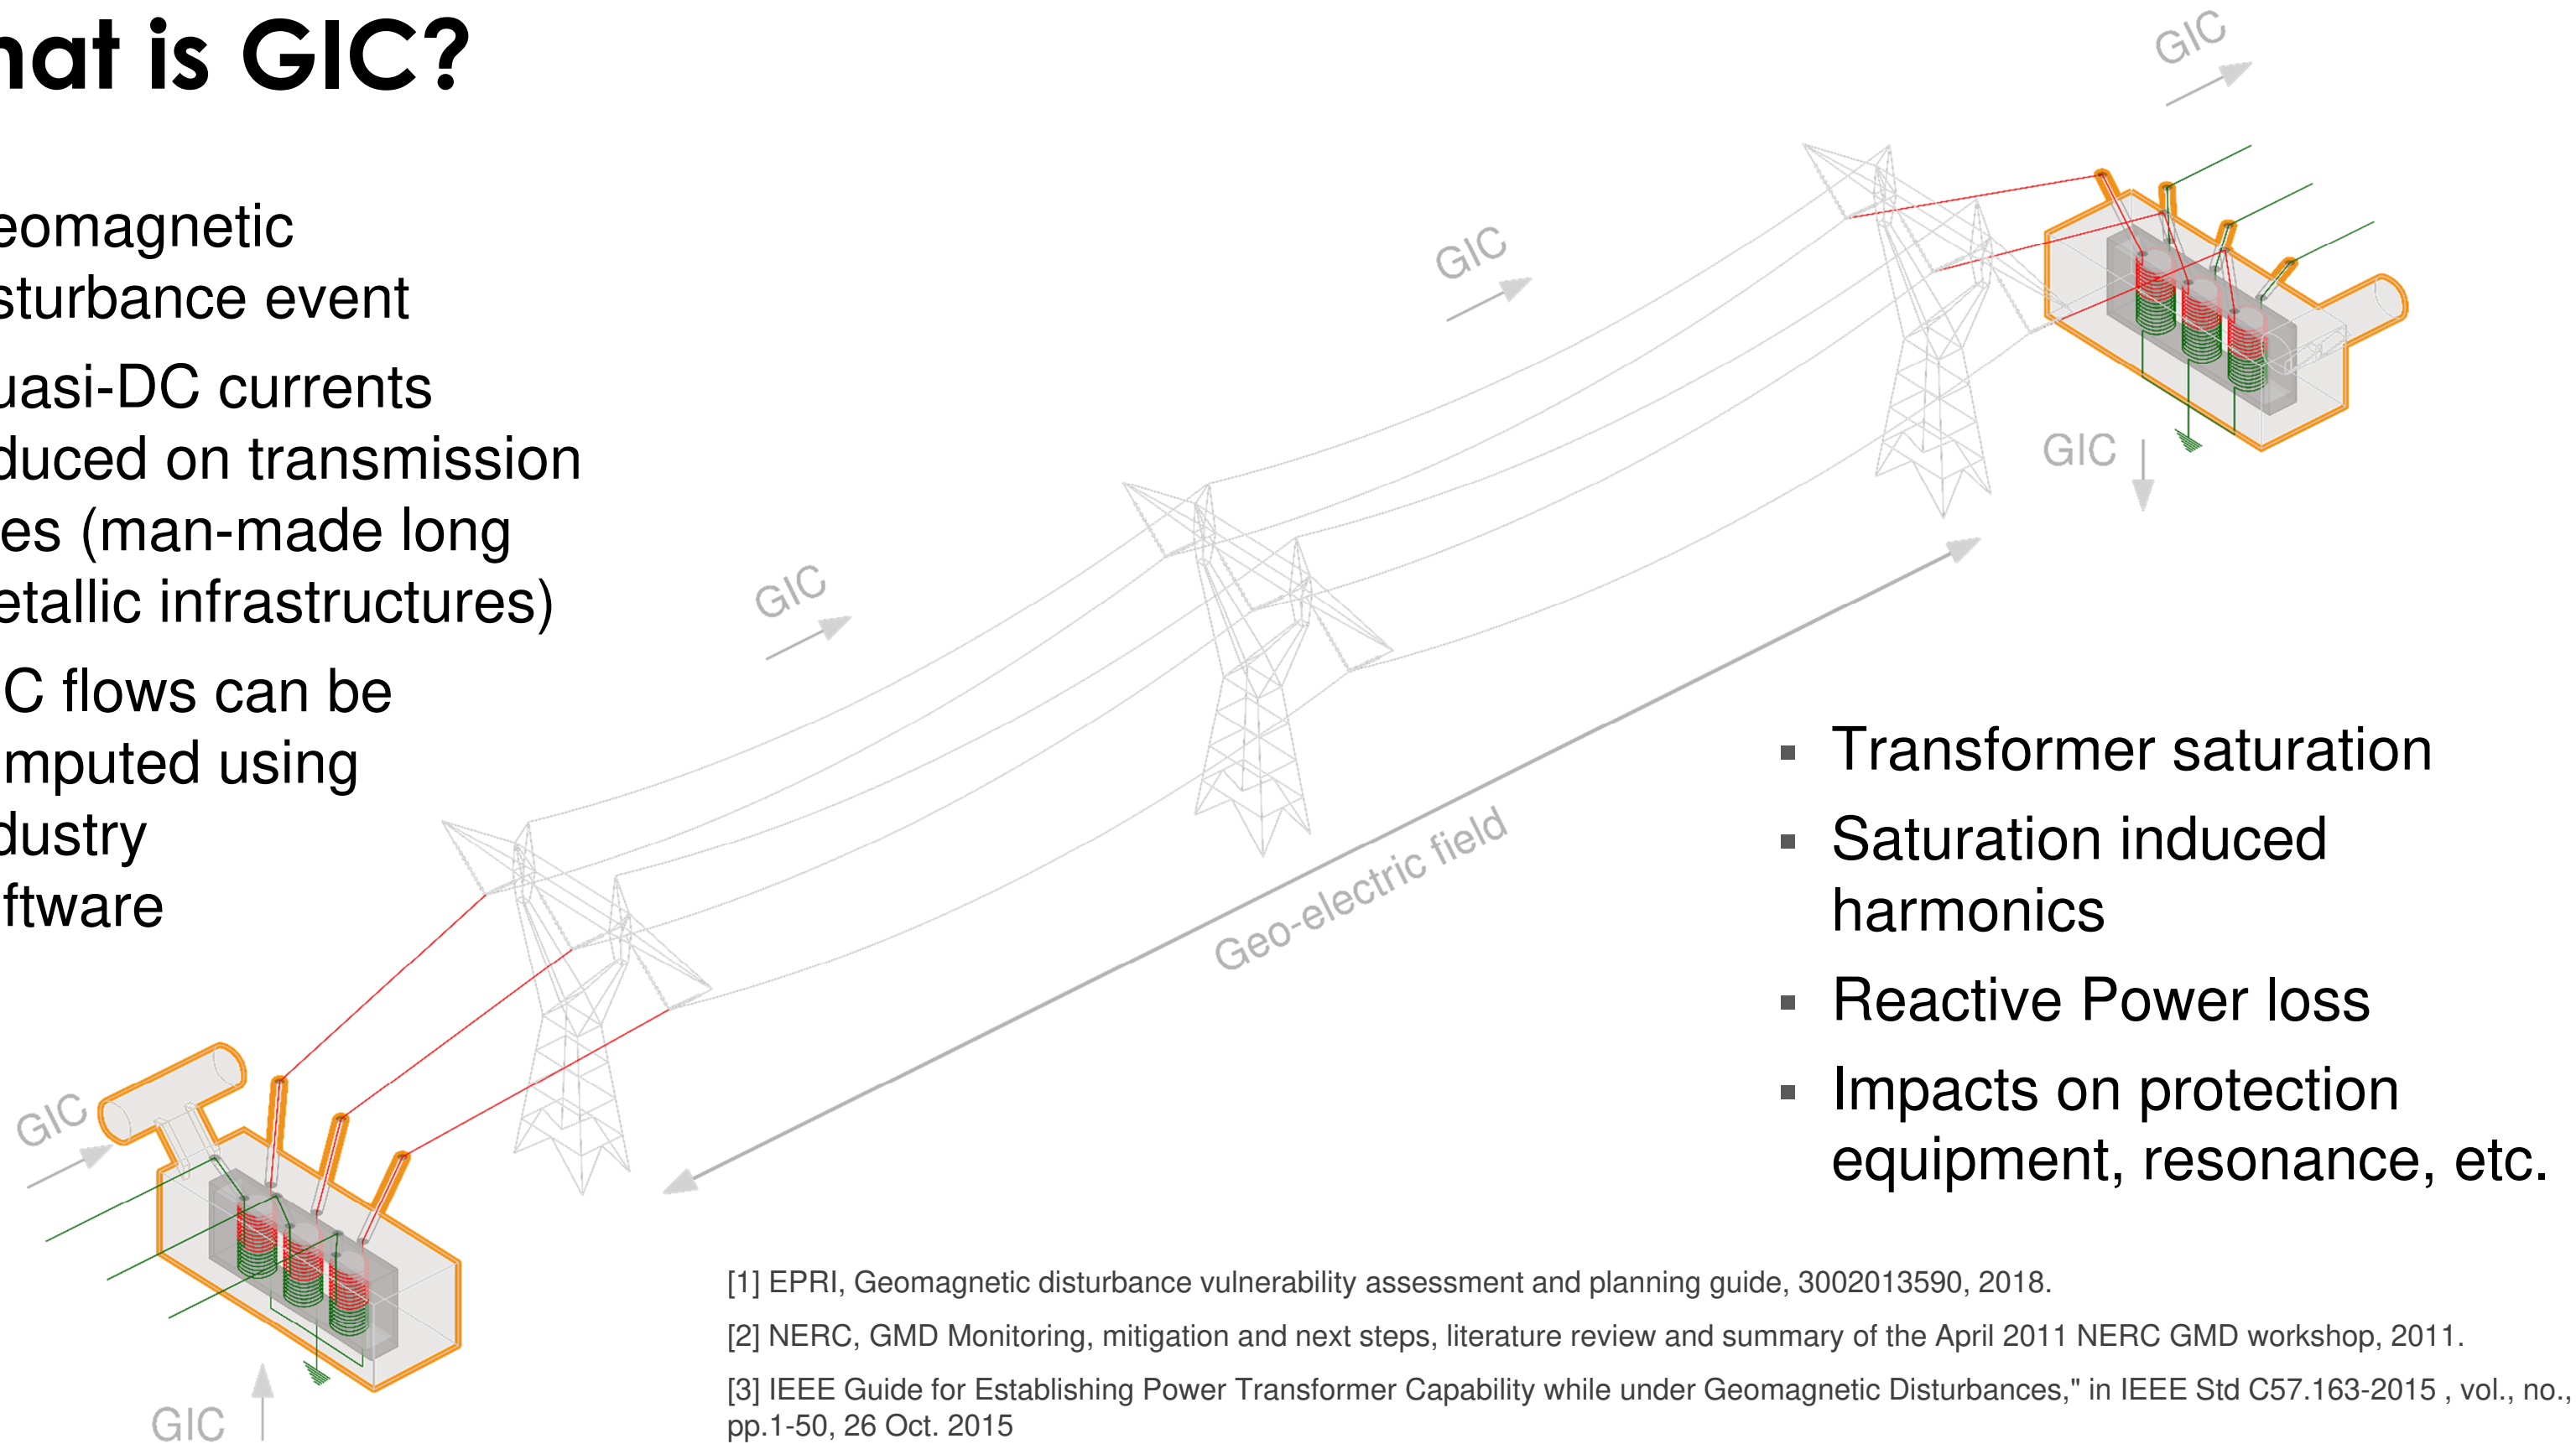 hat is GIC?
eomagnetic
sturbance event
uasi-DC currents
duced on transmission
es (man-made long
etallic infrastructures)
C flows can be
mputed using
dustry
ftware
GIC
GIC
GIC
GIC
GIC
GIC
Geo-electric field
▪ Transformer saturation
▪ Saturation induced
harmonics
▪ Reactive Power loss
▪ Impacts on protection
equipment, resonance, etc.
[1] EPRI, Geomagnetic disturbance vulnerability assessment and planning guide, 3002013590, 2018.
[2] NERC, GMD Monitoring, mitigation and next steps, literature review and summary of the April 2011 NERC GMD workshop, 2011.
[3] IEEE Guide for Establishing Power Transformer Capability while under Geomagnetic Disturbances," in IEEE Std C57.163-2015 , vol., no.,
pp.1-50, 26 Oct. 2015